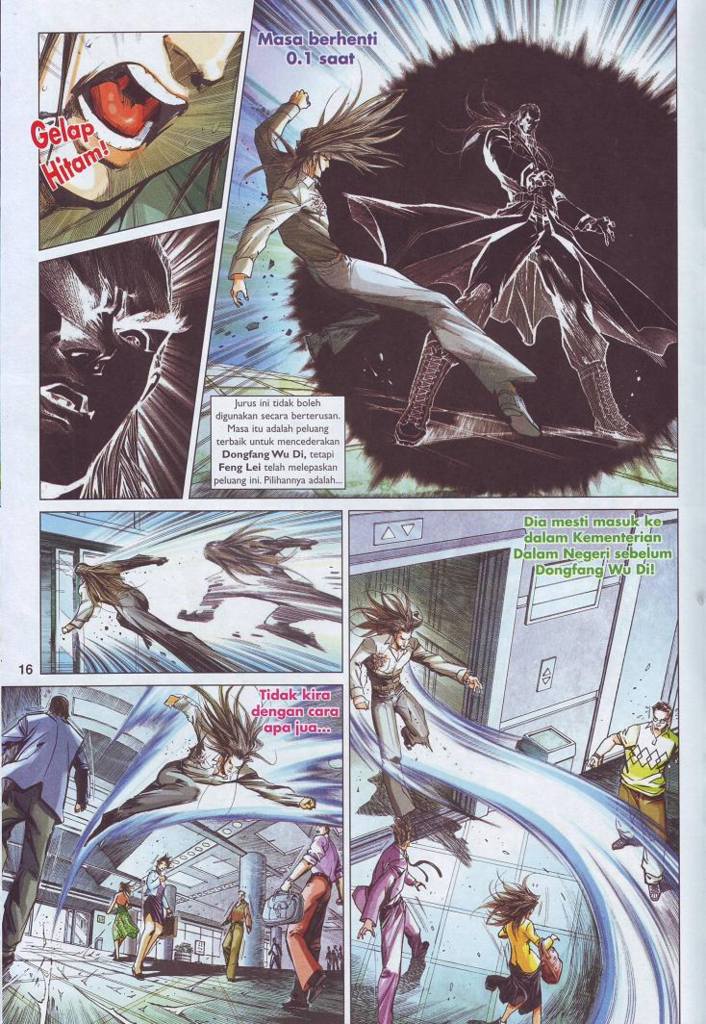 Gelap
Hitam!
Masa berhenti
0.1 saat
Jurus ini tidak boleh
digunakan secara berterusan.
Masa itu adalah peluang
terbaik untuk mencederakan
Dongfang Wu Di, tetapi
Feng Lei telah melepaskan
peluang ini. Pilihannya adalah...
Dia mesti masuk ke
dalam Kementerian
Dalam Negeri sebelum
Dongfang Wu Di!
16
Tidak kira
dengan cara
apa jua...